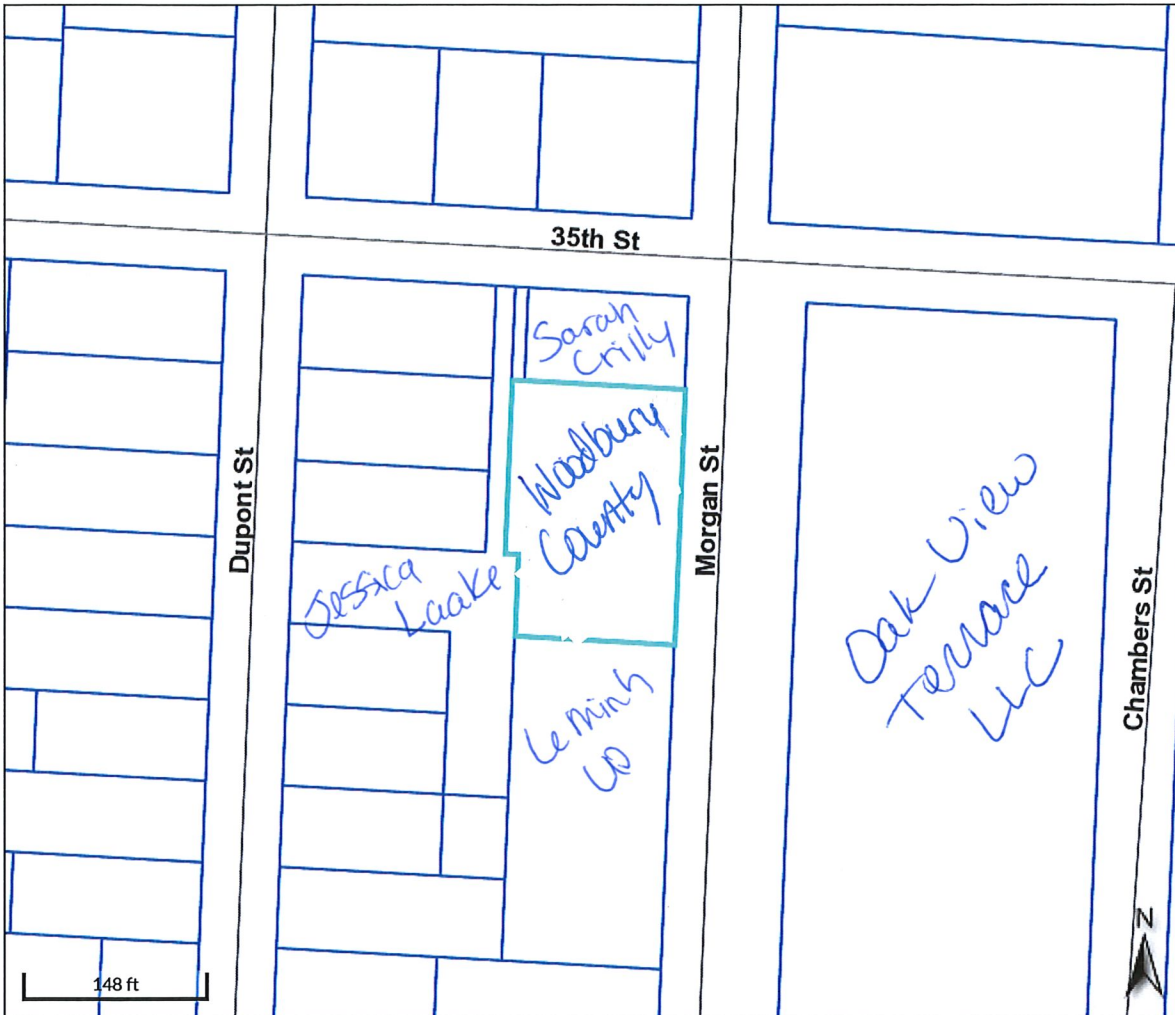 35th St
Sarah
Crilly
Woodbury
County
Dupont St
Morgan St
Jessica
Laake
Oak View
Terrace
LLC
Chambers St
Le Minh
N
148 ft